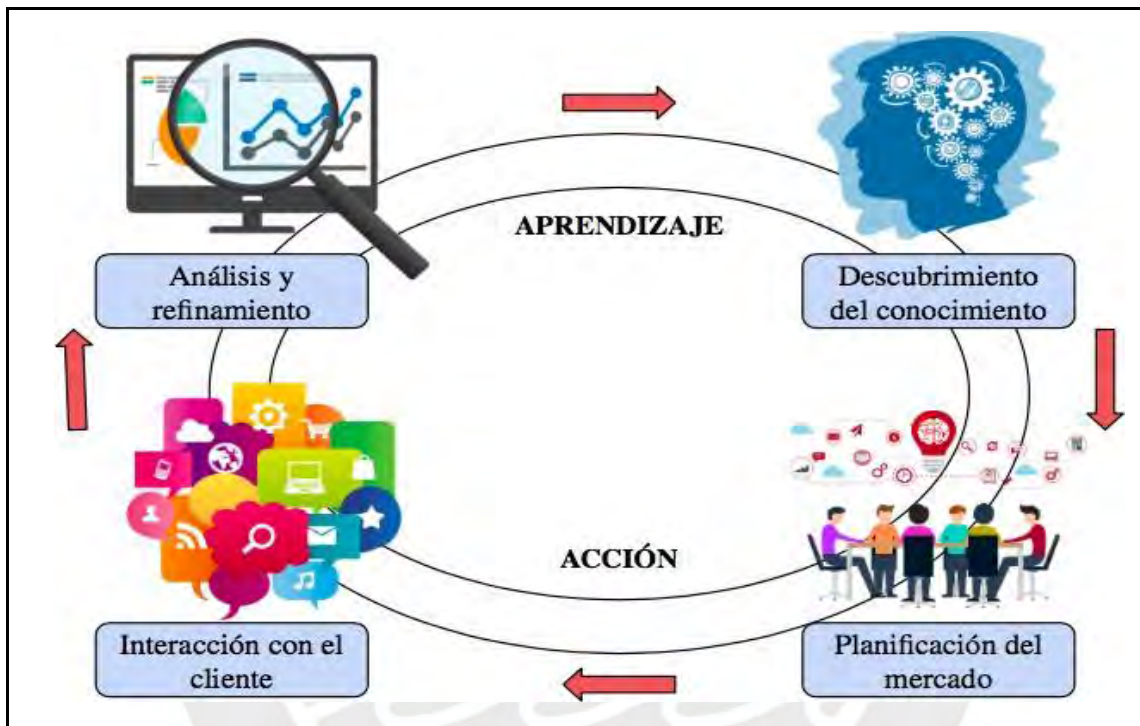 APRENDIZAJE
Análisis y
refinamiento
Descubrimiento
del conocimiento
ACCIÓN
Interacción con el
cliente
Planificación del
mercado